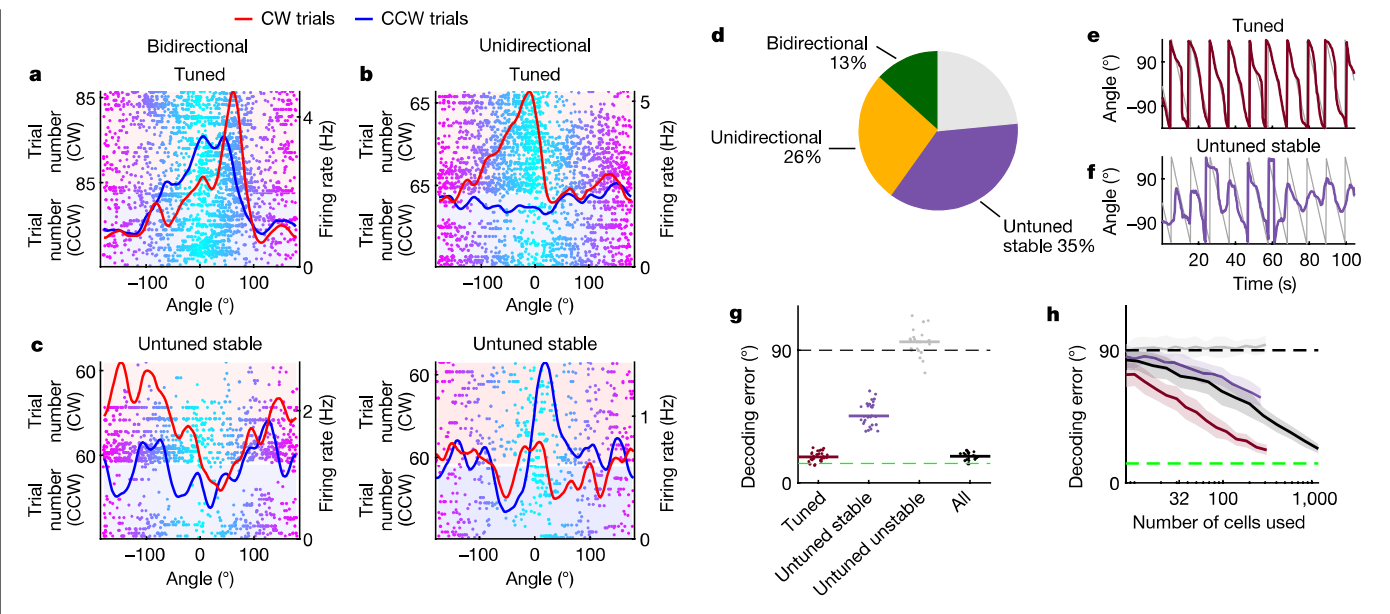 CW trials
CCW trials
Bidirectional
Unidirectional
a
Tuned
b
Tuned
Trial
number
(CW)
85
85
Trial
number
(CCW)
4
0
Firing rate (Hz)
−100
0
100
Angle (°)
Trial
number
(CW)
65
65
Trial
number
(CCW)
5
0
Firing rate (Hz)
−100
0
100
Angle (°)
c
Untuned stable
Untuned stable
Trial
number
(CW)
60
60
Trial
number
(CCW)
2
0
Firing rate (Hz)
−100
0
100
Angle (°)
Trial
number
(CW)
60
60
Trial
number
(CCW)
1
0
Firing rate (Hz)
−100
0
100
Angle (°)
d
Bidirectional
13%
Unidirectional
26%
Untuned
stable 35%
e
Tuned
Angle (°)
90
−90
f
Untuned stable
Angle (°)
90
−90
20
40
60
80
100
Time (s)
g
Decoding error (°)
90
0
Tuned
Untuned stable
Untuned unstable
All
h
Decoding error (°)
90
0
32
100
1,000
Number of cells used